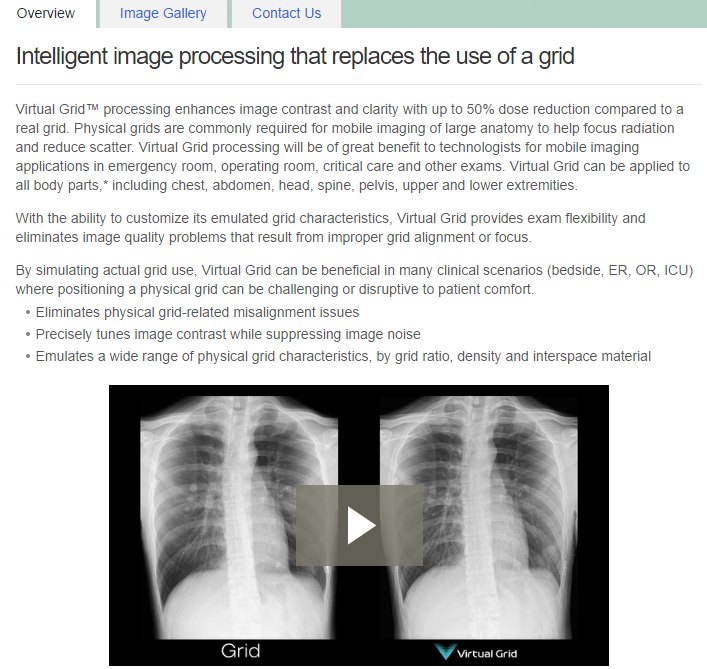 Overview
Image Gallery
Contact Us
Intelligent image processing that replaces the use of a grid
Virtual Grid™ processing enhances image contrast and clarity with up to 50% dose reduction compared to a
real grid. Physical grids are commonly required for mobile imaging of large anatomy to help focus radiation
and reduce scatter. Virtual Grid processing will be of great benefit to technologists for mobile imaging
applications in emergency room, operating room, critical care and other exams. Virtual Grid can be applied to
all body parts,* including chest, abdomen, head, spine, pelvis, upper and lower extremities.
With the ability to customize its emulated grid characteristics, Virtual Grid provides exam flexibility and
eliminates image quality problems that result from improper grid alignment or focus.
By simulating actual grid use, Virtual Grid can be beneficial in many clinical scenarios (bedside, ER, OR, ICU)
where positioning a physical grid can be challenging or disruptive to patient comfort.
• Eliminates physical grid-related misalignment issues
• Precisely tunes image contrast while suppressing image noise
• Emulates a wide range of physical grid characteristics, by grid ratio, density and interspace material
Grid
Virtual Grid